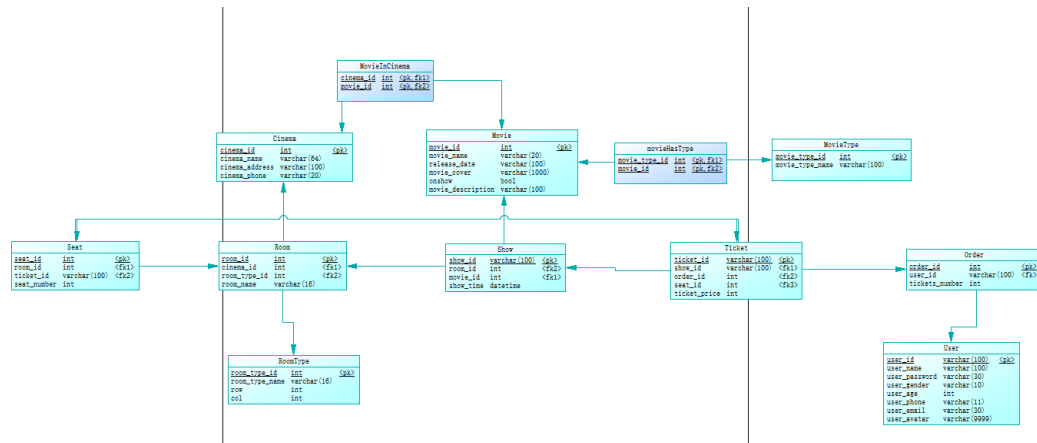 MovieInCinema
cinema_id int <pk,fk1>
movie_id int <pk,fk2>
Cinema
cinema_id int <pk>
cinema_name varchar(64)
cinema_address varchar(100)
cinema_phone varchar(20)
Movie
movie_id int <pk>
movie_name varchar(20)
release_date varchar(100)
movie_cover varchar(1000)
onshow bool
movie_description varchar(100)
movieHasType
movie_type_id int <pk,fk1>
movie_id int <pk,fk2>
MovieType
movie_type_id int <pk>
movie_type_name varchar(100)
Seat
seat_id int <pk>
room_id int <fk1>
ticket_id varchar(100) <fk2>
seat_number int
Room
room_id int <pk>
cinema_id int <fk1>
room_type_id int <fk2>
room_name varchar(16)
Show
show_id varchar(100) <pk>
room_id int <fk2>
movie_id int <fk1>
show_time datetime
Ticket
ticket_id varchar(100) <pk>
show_id varchar(100) <fk1>
order_id int <fk2>
seat_id int <fk3>
ticket_price int
Order
order_id int <pk>
user_id varchar(100) <fk>
tickets_number int
RoomType
room_type_id int <pk>
room_type_name varchar(16)
row int
col int
User
user_id varchar(100) <pk>
user_name varchar(100)
user_password varchar(30)
user_gender varchar(10)
user_age int
user_phone varchar(11)
user_email varchar(30)
user_avatar varchar(9999)